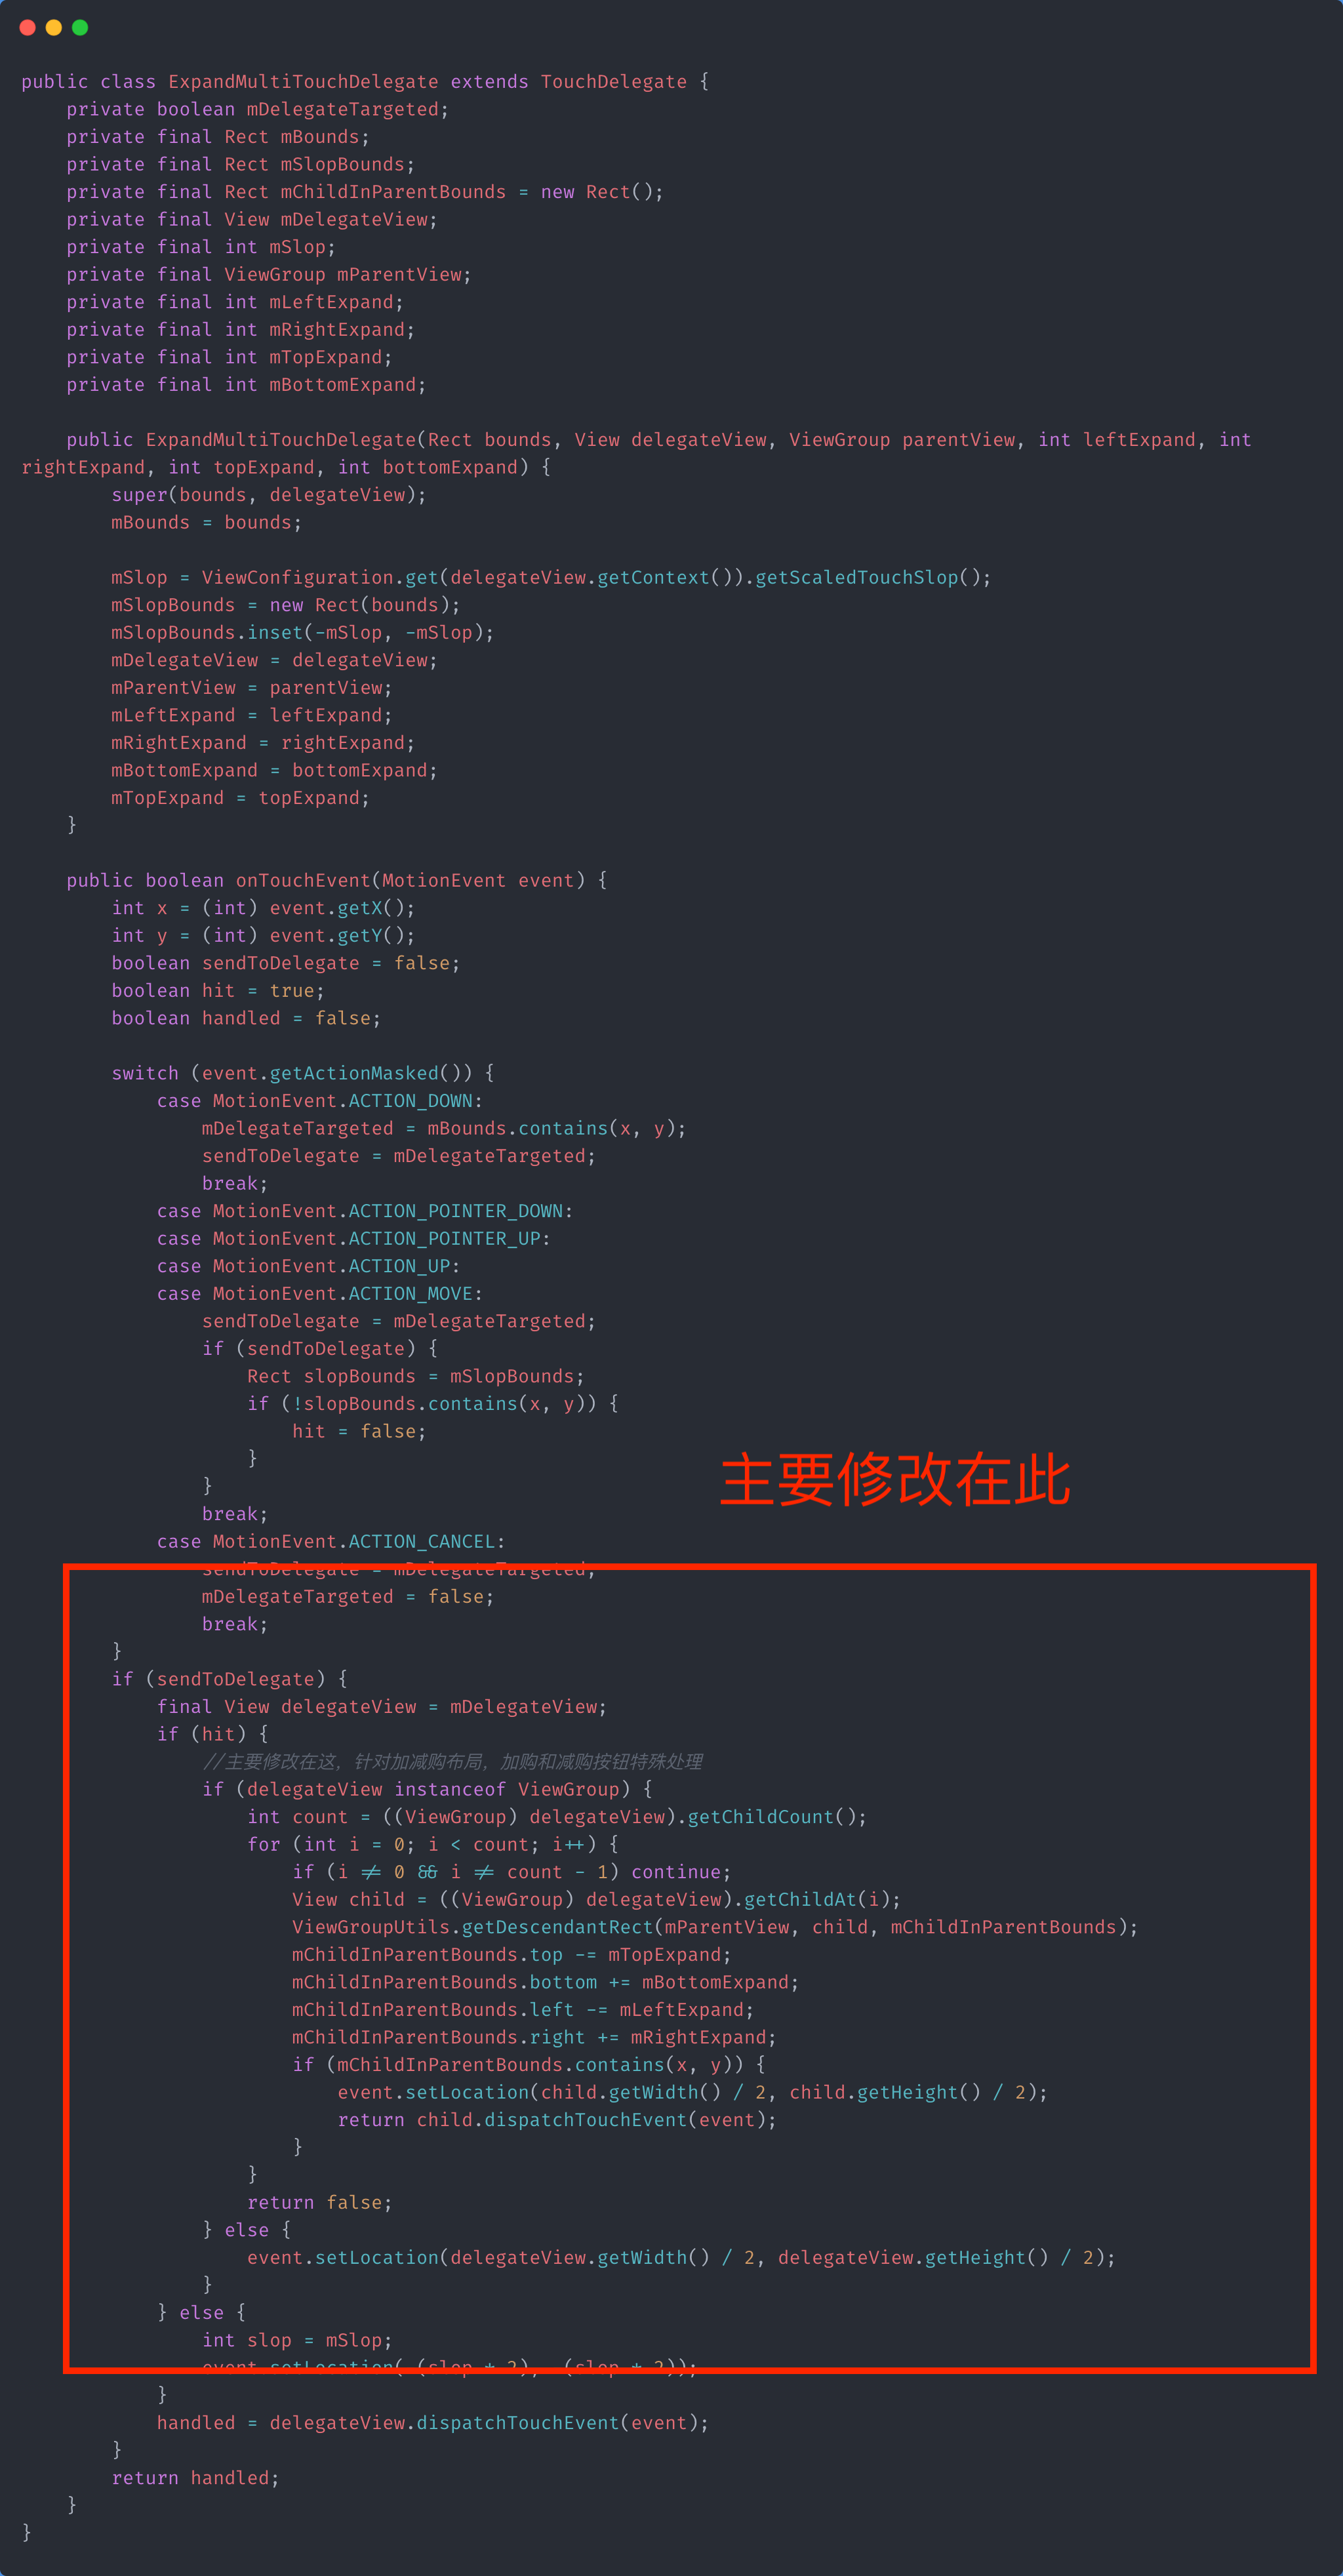 public class ExpandMultiTouchDelegate extends TouchDelegate {
    private boolean mDelegateTargeted;
    private final Rect mBounds;
    private final Rect mSlopBounds;
    private final Rect mChildInParentBounds = new Rect();
    private final View mDelegateView;
    private final int mSlop;
    private final ViewGroup mParentView;
    private final int mLeftExpand;
    private final int mRightExpand;
    private final int mTopExpand;
    private final int mBottomExpand;

    public ExpandMultiTouchDelegate(Rect bounds, View delegateView, ViewGroup parentView, int leftExpand, int
rightExpand, int topExpand, int bottomExpand) {
        super(bounds, delegateView);
        mBounds = bounds;

        mSlop = ViewConfiguration.get(delegateView.getContext()).getScaledTouchSlop();
        mSlopBounds = new Rect(bounds);
        mSlopBounds.inset(-mSlop, -mSlop);
        mDelegateView = delegateView;
        mParentView = parentView;
        mLeftExpand = leftExpand;
        mRightExpand = rightExpand;
        mBottomExpand = bottomExpand;
        mTopExpand = topExpand;
    }

    public boolean onTouchEvent(MotionEvent event) {
        int x = (int) event.getX();
        int y = (int) event.getY();
        boolean sendToDelegate = false;
        boolean hit = true;
        boolean handled = false;

        switch (event.getActionMasked()) {
            case MotionEvent.ACTION_DOWN:
                mDelegateTargeted = mBounds.contains(x, y);
                sendToDelegate = mDelegateTargeted;
                break;
            case MotionEvent.ACTION_POINTER_DOWN:
            case MotionEvent.ACTION_POINTER_UP:
            case MotionEvent.ACTION_UP:
            case MotionEvent.ACTION_MOVE:
                sendToDelegate = mDelegateTargeted;
                if (sendToDelegate) {
                    Rect slopBounds = mSlopBounds;
                    if (!slopBounds.contains(x, y)) {
                        hit = false;
                    }
                }
主要修改在此
                break;
            case MotionEvent.ACTION_CANCEL:
                sendToDelegate = mDelegateTargeted;
                mDelegateTargeted = false;
                break;
        }
        if (sendToDelegate) {
            final View delegateView = mDelegateView;
            if (hit) {
                //主要修改在这，针对加减购布局，加购和减购按钮特殊处理
                if (delegateView instanceof ViewGroup) {
                    int count = ((ViewGroup) delegateView).getChildCount();
                    for (int i = 0; i < count; i++) {
                        if (i != 0 && i != count - 1) continue;
                        View child = ((ViewGroup) delegateView).getChildAt(i);
                        ViewGroupUtils.getDescendantRect(mParentView, child, mChildInParentBounds);
                        mChildInParentBounds.top -= mTopExpand;
                        mChildInParentBounds.bottom += mBottomExpand;
                        mChildInParentBounds.left -= mLeftExpand;
                        mChildInParentBounds.right += mRightExpand;
                        if (mChildInParentBounds.contains(x, y)) {
                            event.setLocation(child.getWidth() / 2, child.getHeight() / 2);
                            return child.dispatchTouchEvent(event);
                        }
                    }
                    return false;
                } else {
                    event.setLocation(delegateView.getWidth() / 2, delegateView.getHeight() / 2);
                }
            } else {
                int slop = mSlop;
                event.setLocation(-(slop * 2), -(slop * 2));
            }
            handled = delegateView.dispatchTouchEvent(event);
        }
        return handled;
    }
}